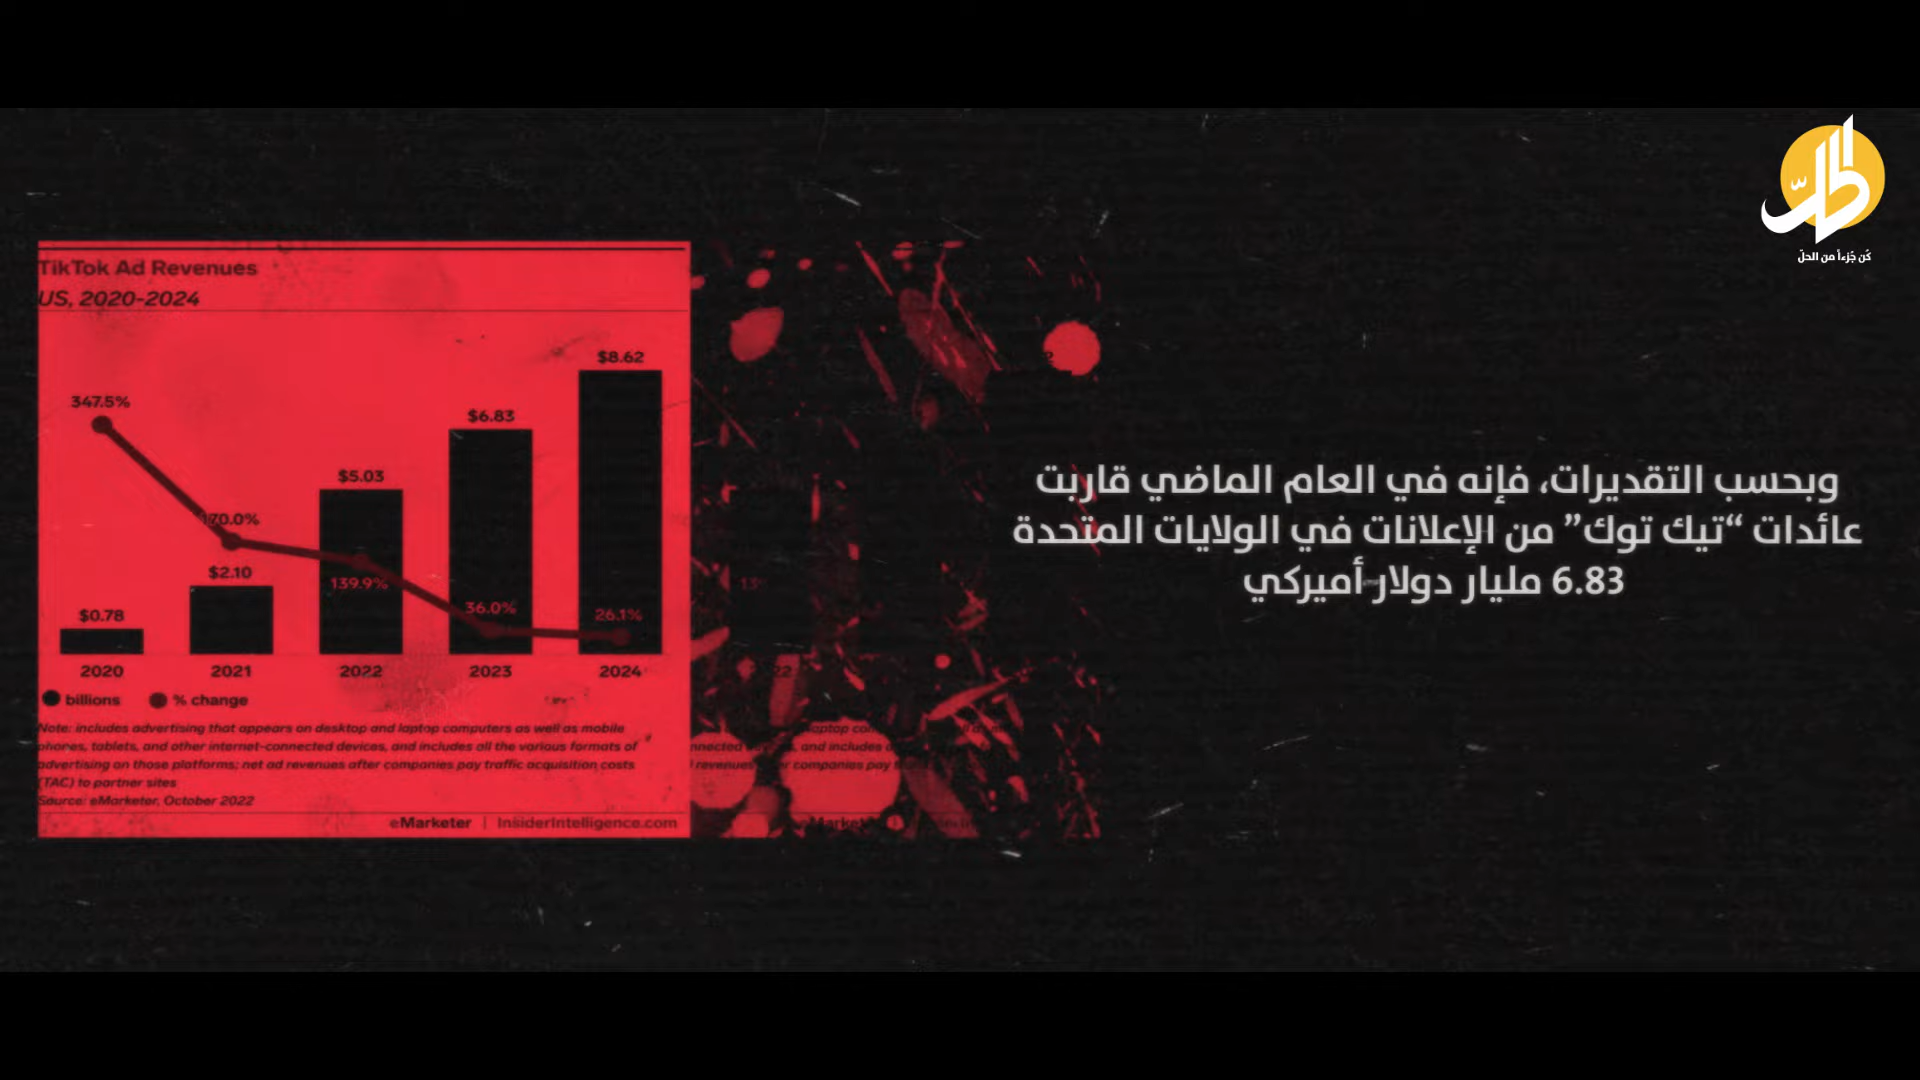 كن جُزءاً من الحلّ
TikTok Ad Revenues
US, 2020-2024
$8.62
347.5%
$6.83
$5.03
170.0%
$2.10
139.9%
36.0%
26.1%
$0.78
2020 2021 2022 2023 2024
billions % change
Note: includes advertising that appears on desktop and laptop computers as well as mobile
phones, tablets, and other internet-connected devices, and includes all the various formats of
advertising on those platforms; net ad revenues after companies pay traffic acquisition costs
(TAC) to partner sites
Source: eMarketer, October 2022
eMarketer | InsiderIntelligence.com
وبحسب التقديرات، فإنه في العام الماضي قاربت
عائدات “تيك توك” من الإعلانات في الولايات المتحدة
6.83 مليار دولار أميركي